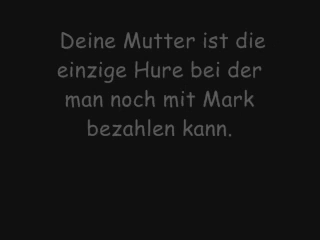 Deine Mutter ist die
einzige Hure bei der
man noch mit Mark
bezahlen kann.